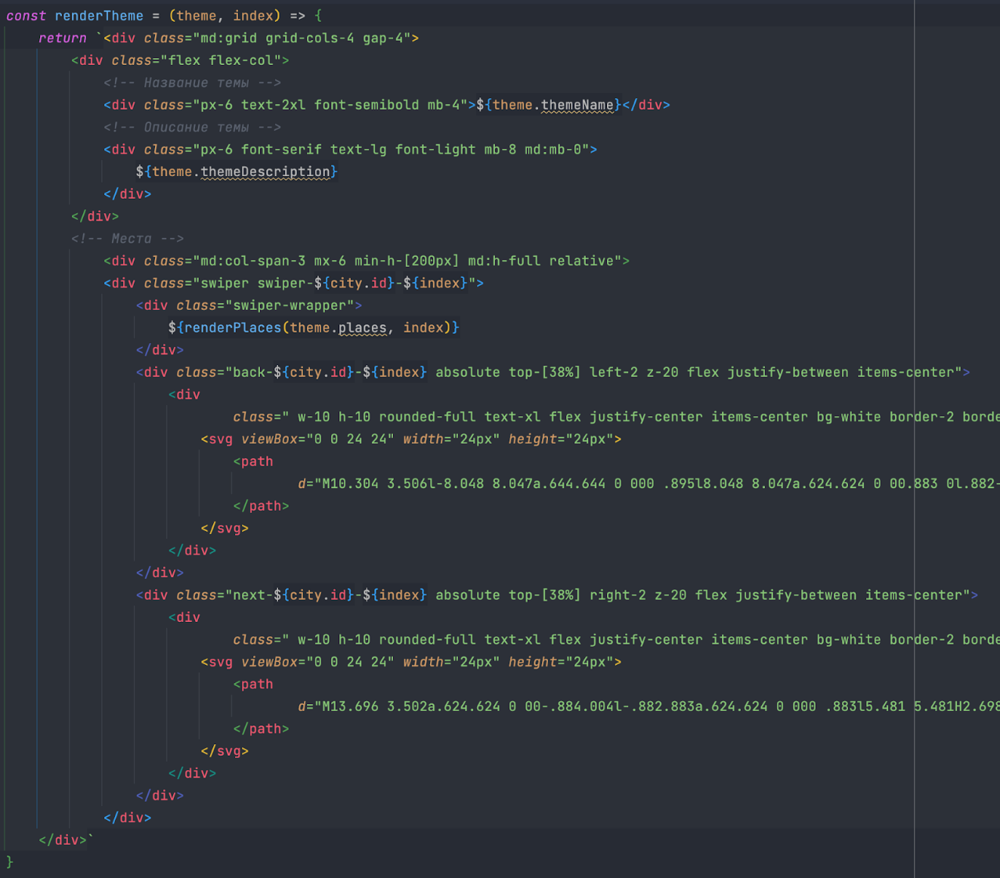 const renderTheme = (theme, index) => {
return `<div class="md:grid grid-cols-4 gap-4">
<div class="flex flex-col">
<!-- Название темы -->
<div class="px-6 text-2xl font-semibold mb-4">${theme.themeName}</div>
<!-- Описание темы -->
<div class="px-6 font-serif text-lg font-light mb-8 md:mb-0">
${theme.themeDescription}
</div>
</div>
<!-- Места -->
<div class="md:col-span-3 mx-6 min-h-[200px] md:h-full relative">
<div class="swiper swiper-${city.id}-${index}">
<div class="swiper-wrapper">
${renderPlaces(theme.places, index)}
</div>
<div class="back-${city.id}-${index} absolute top-[38%] left-2 z-20 flex justify-between items-center">
<div
class=" w-10 h-10 rounded-full text-xl flex justify-center items-center bg-white border-2 borde
<svg viewBox="0 0 24 24" width="24px" height="24px">
<path
d="M10.304 3.506l-8.048 8.047a.644.644 0 000 .895l8.048 8.047a.624.624 0 00.883 0l.882-
</path>
</svg>
</div>
</div>
<div class="next-${city.id}-${index} absolute top-[38%] right-2 z-20 flex justify-between items-center">
<div
class=" w-10 h-10 rounded-full text-xl flex justify-center items-center bg-white border-2 borde
<svg viewBox="0 0 24 24" width="24px" height="24px">
<path
d="M13.696 3.502a.624.624 0 00-.884.004l-.882.883a.624.624 0 000 .883l5.481 5.481H2.698
</path>
</svg>
</div>
</div>
</div>
</div>`
}